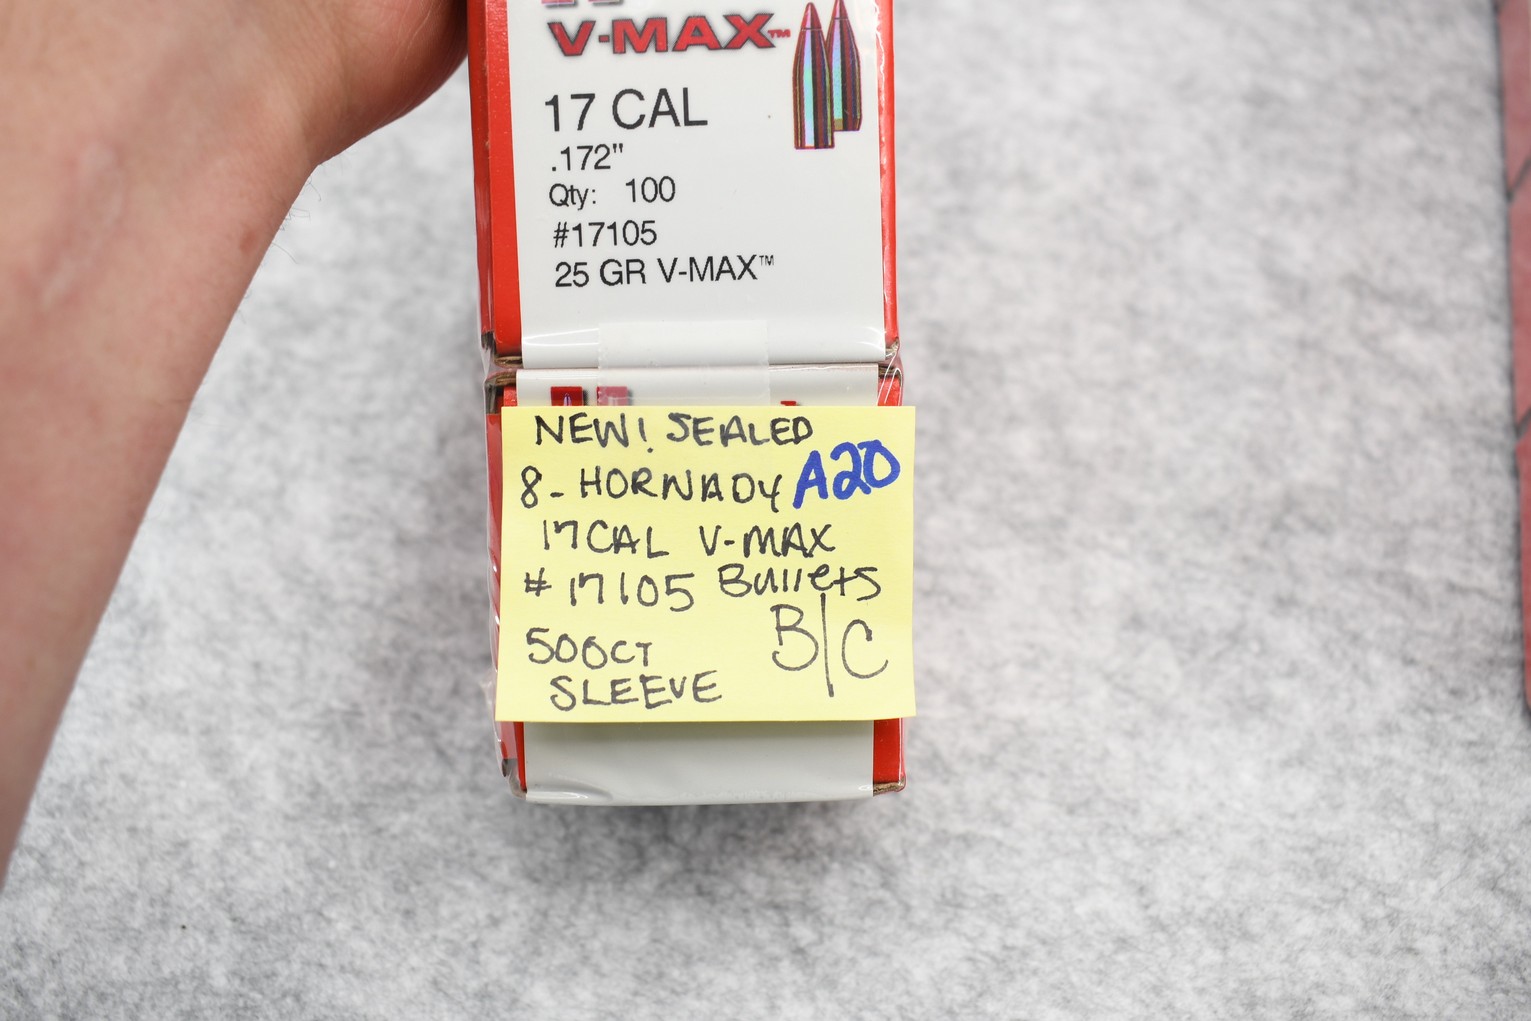 V-MAX™
17 CAL
.172"
Qty: 100
#17105
25 GR V-MAX™
NEW! SEALED
8- HORNADY A20
17CAL V-MAX
# 17105 Bullets
500CT B/C
SLEEVE